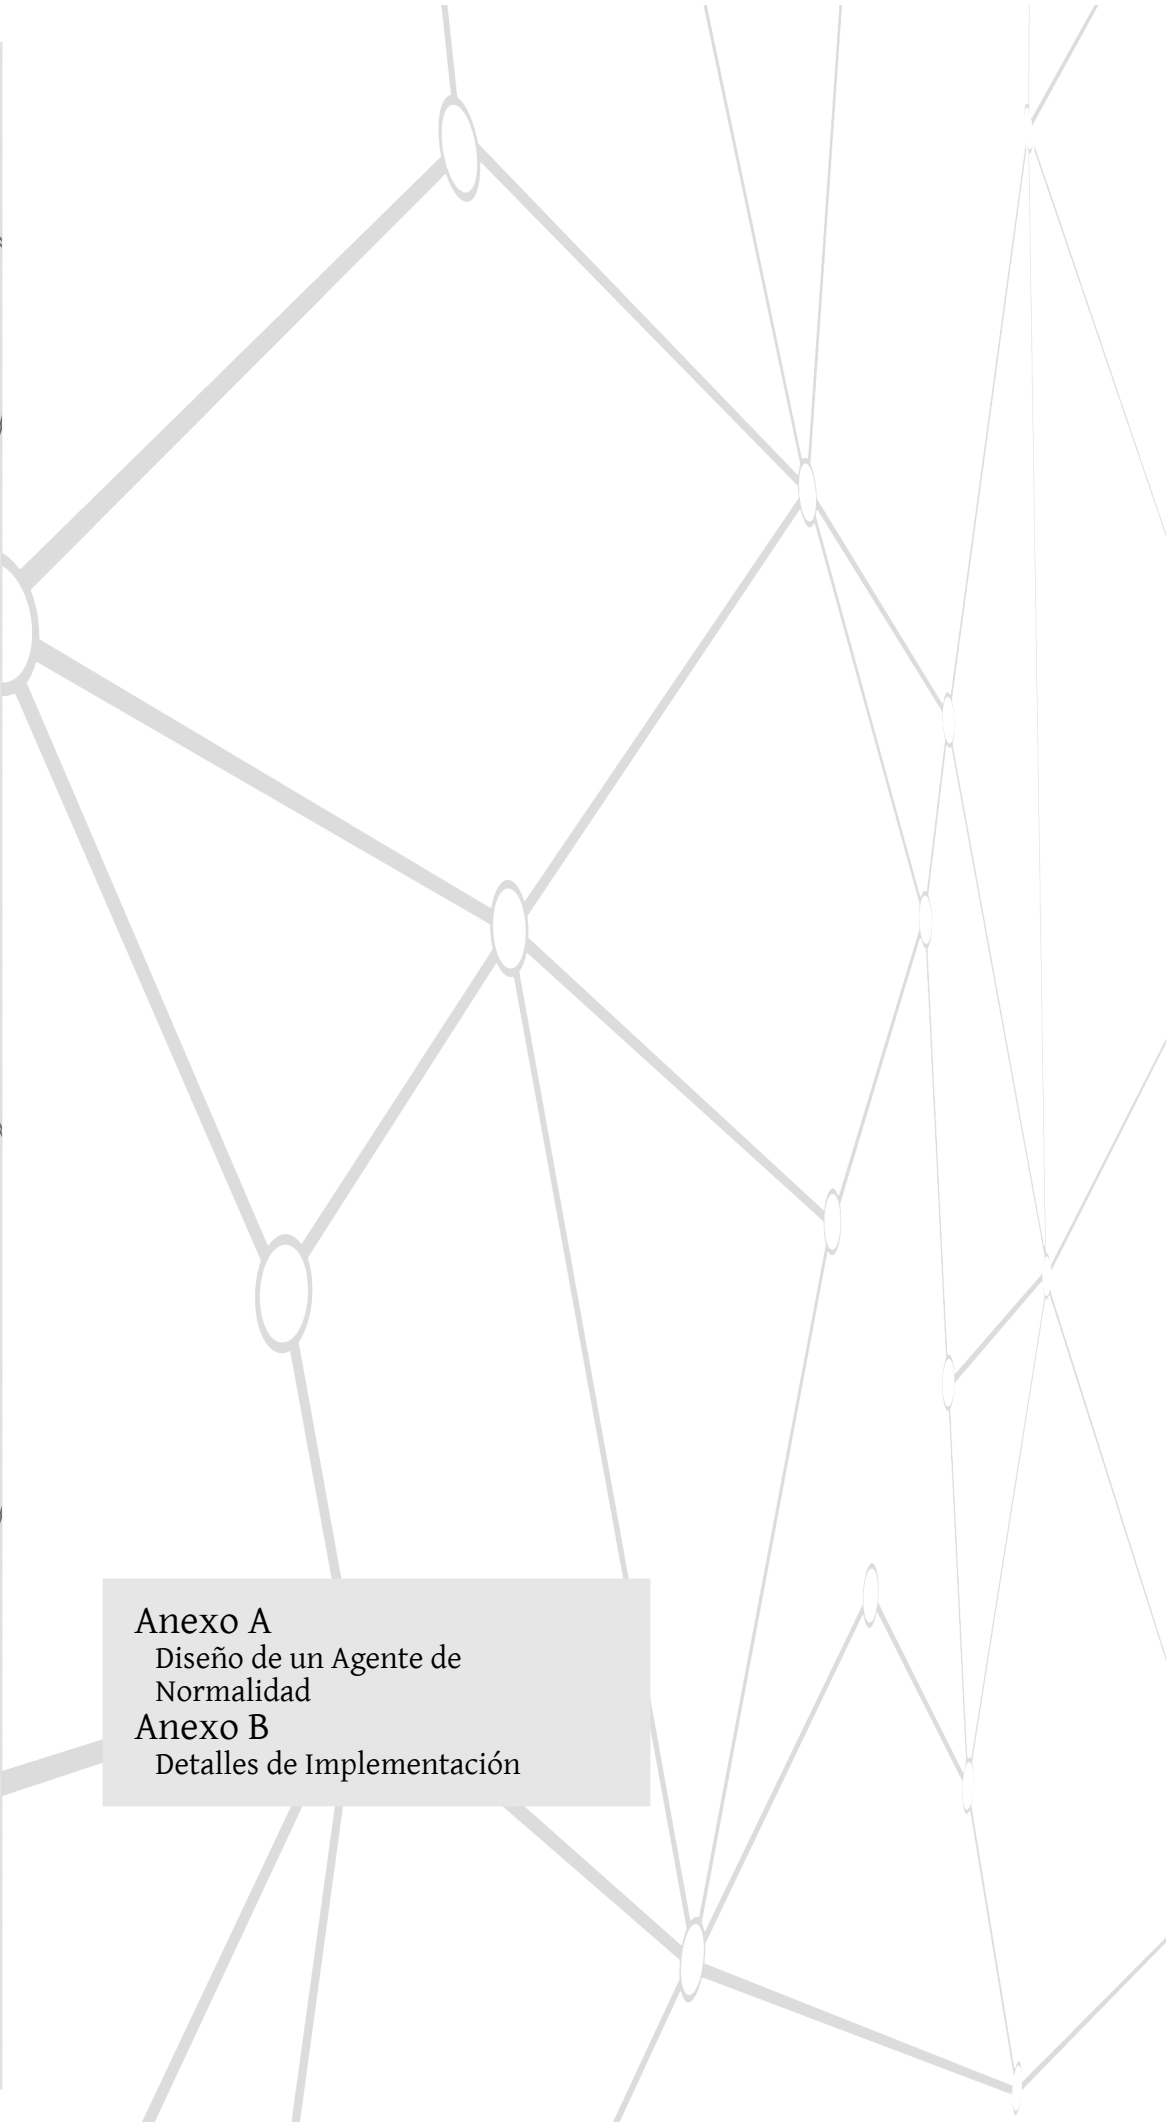 Anexo A
Diseño de un Agente de
Normalidad
Anexo B
Detalles de Implementación